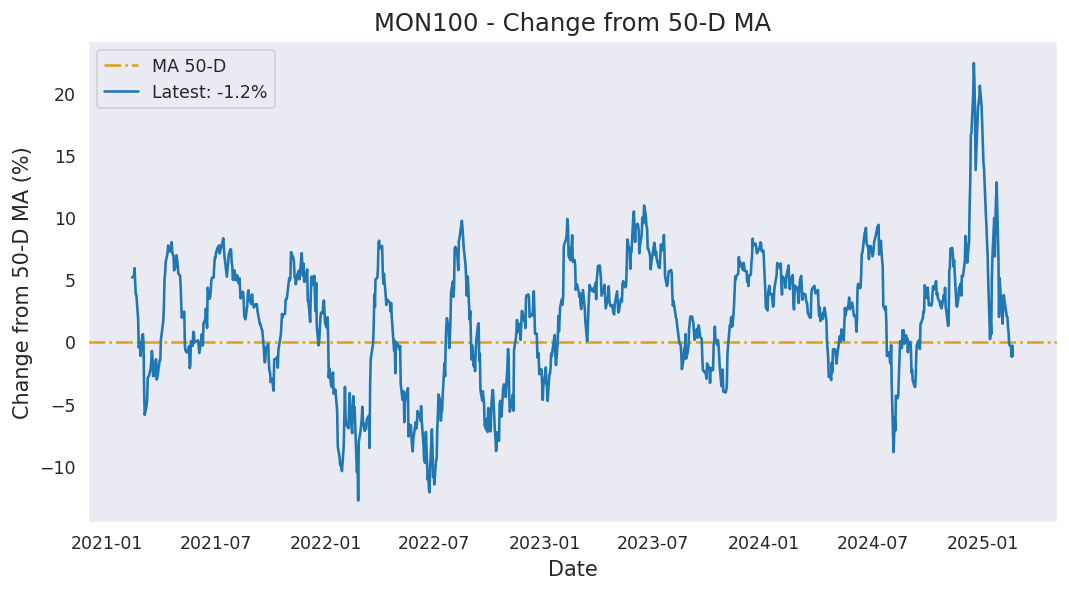 MON100 - Change from 50-D MA
MA 50-D
Latest: -1.2%
Change from 50-D MA (%)
20
15
10
5
0
−5
−10
2021-01 2021-07 2022-01 2022-07 2023-01 2023-07 2024-01 2024-07 2025-01
Date